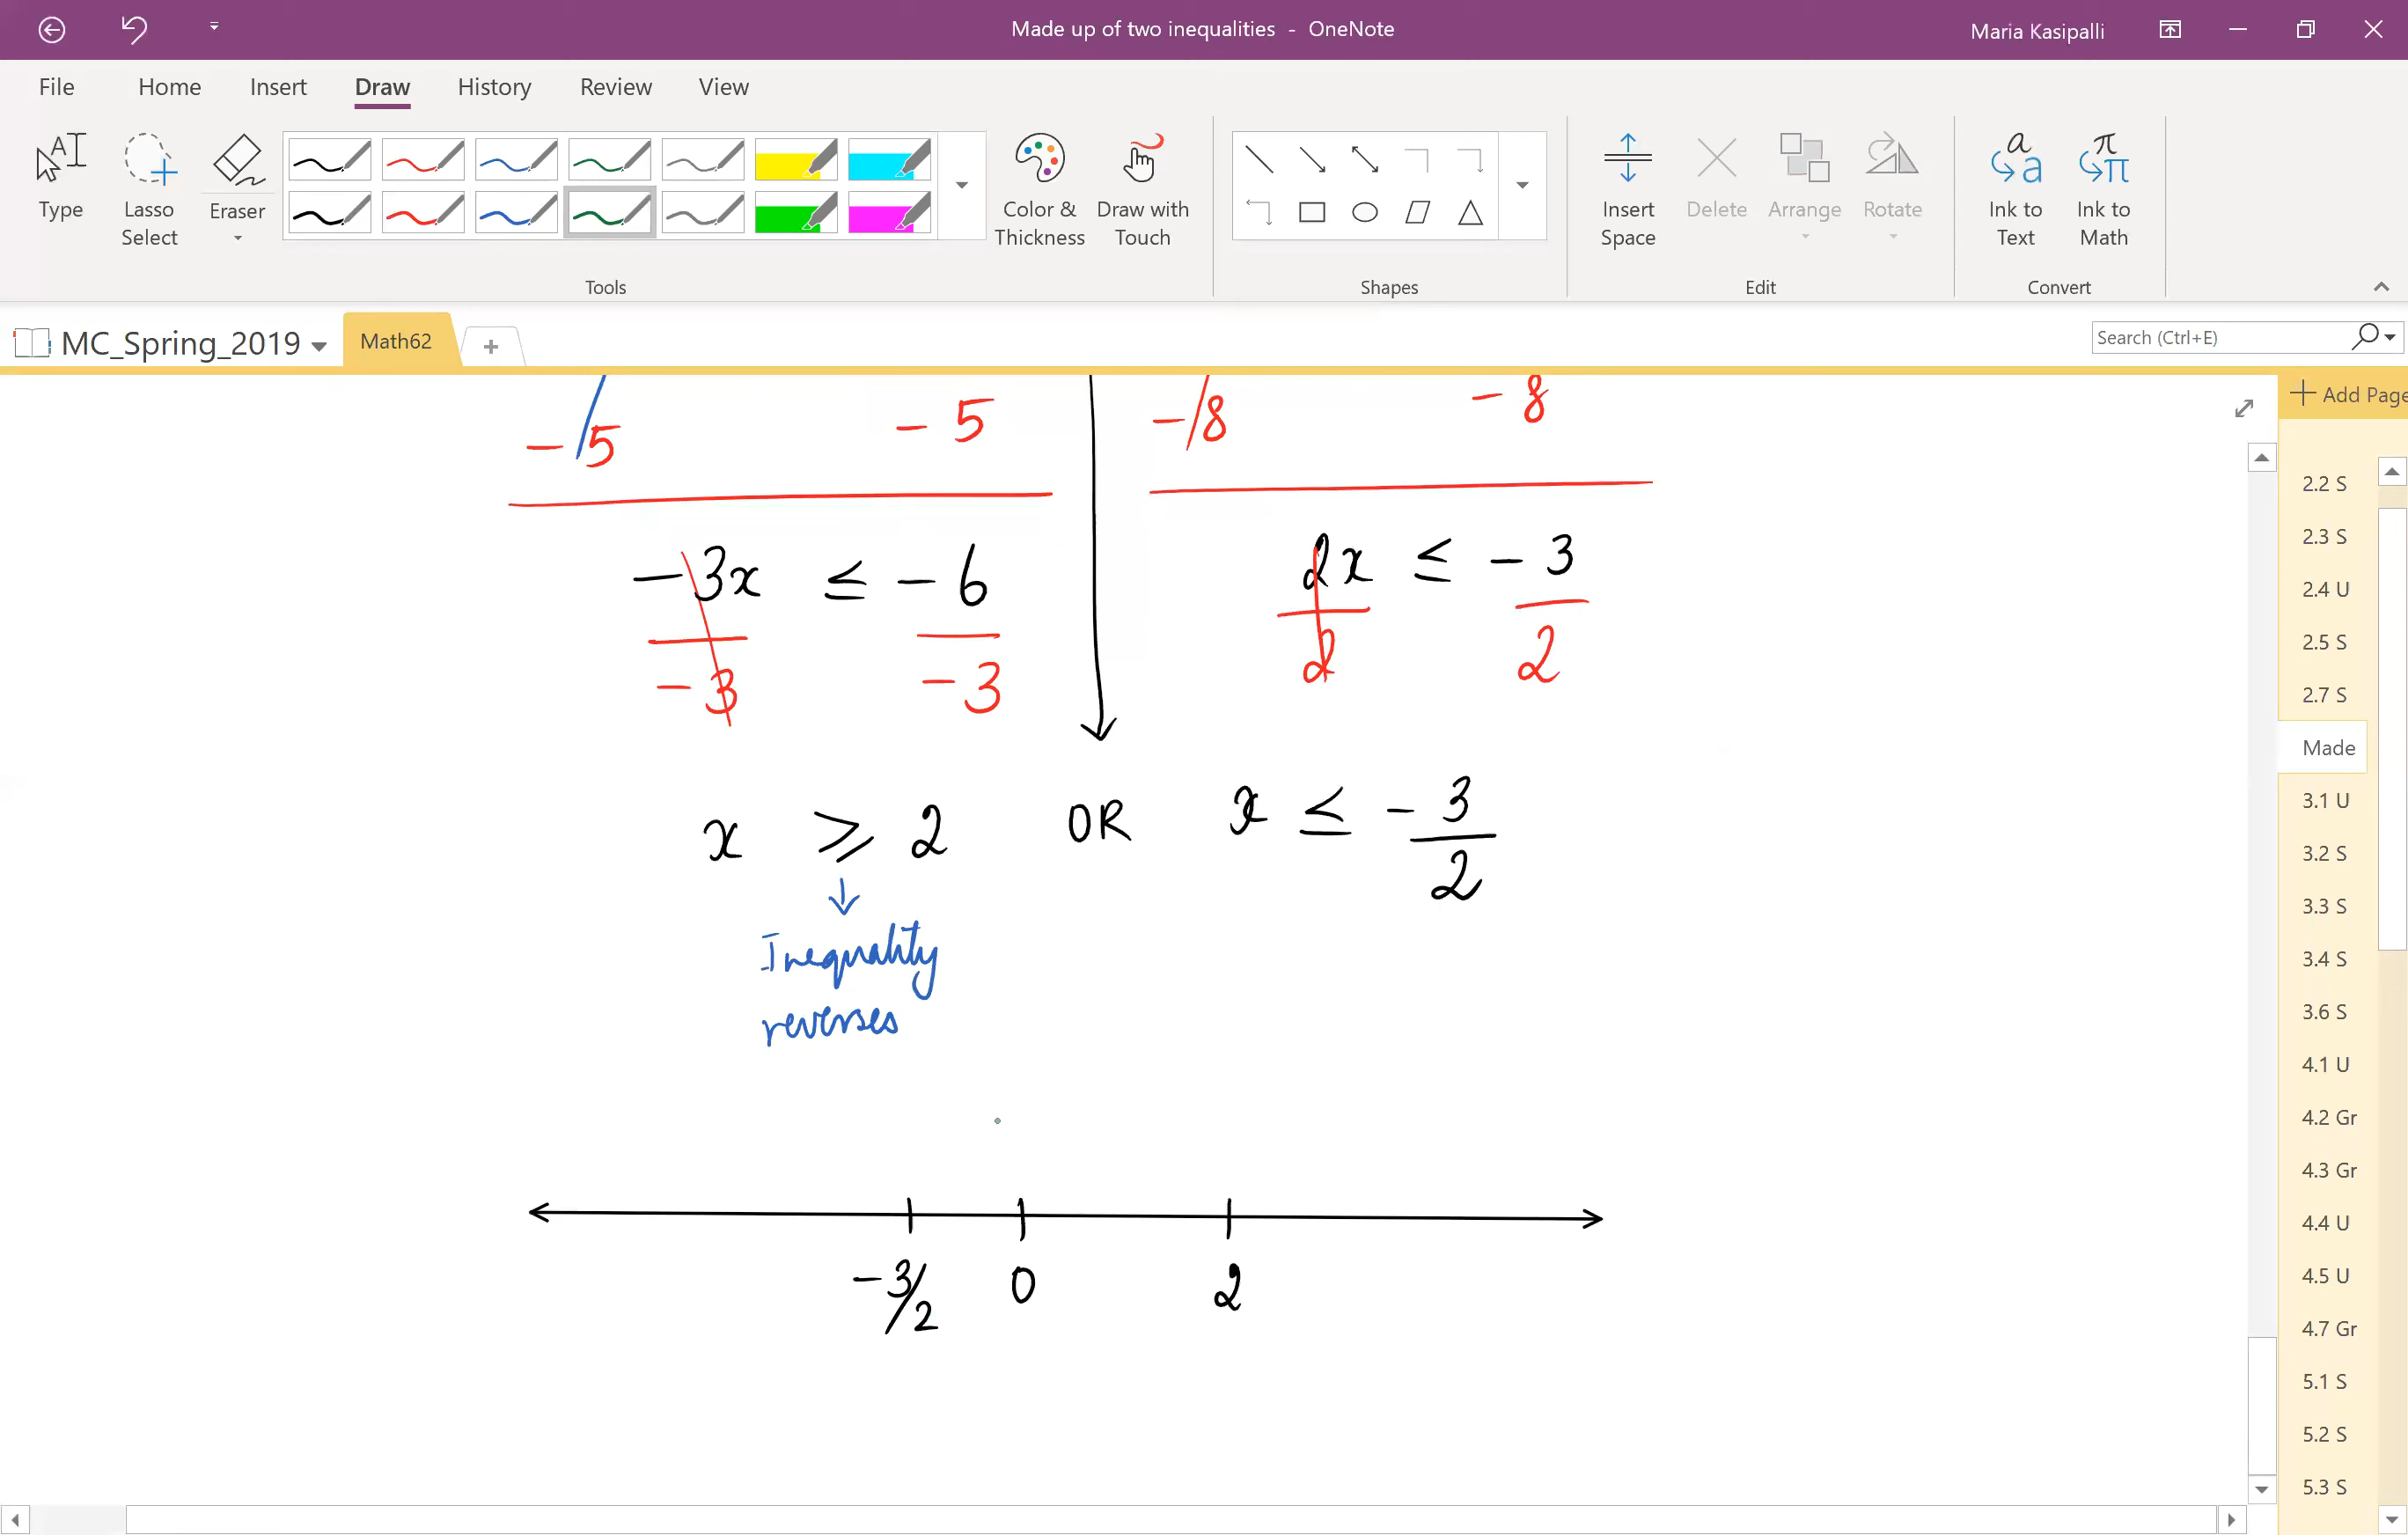 Made up of two inequalities - OneNote
Maria Kasipalli
File Home Insert Draw History Review View
Type
Lasso Select
Eraser
Color & Thickness
Draw with Touch
Insert Space
Delete
Arrange
Rotate
Ink to Text
Ink to Math
Tools
Shapes
Edit
Convert
MC_Spring_2019
Math62
Search (Ctrl+E)
Add Page
-5 -5 -8 -8
-3x ≤ -6 2x ≤ -3
-3 -3 2 2
x ≥ 2 OR x ≤ -3/2
Inequality
reverses
-3/2 0 2
2.2 S
2.3 S
2.4 U
2.5 S
2.7 S
Made
3.1 U
3.2 S
3.3 S
3.4 S
3.6 S
4.1 U
4.2 Gr
4.3 Gr
4.4 U
4.5 U
4.7 Gr
5.1 S
5.2 S
5.3 S